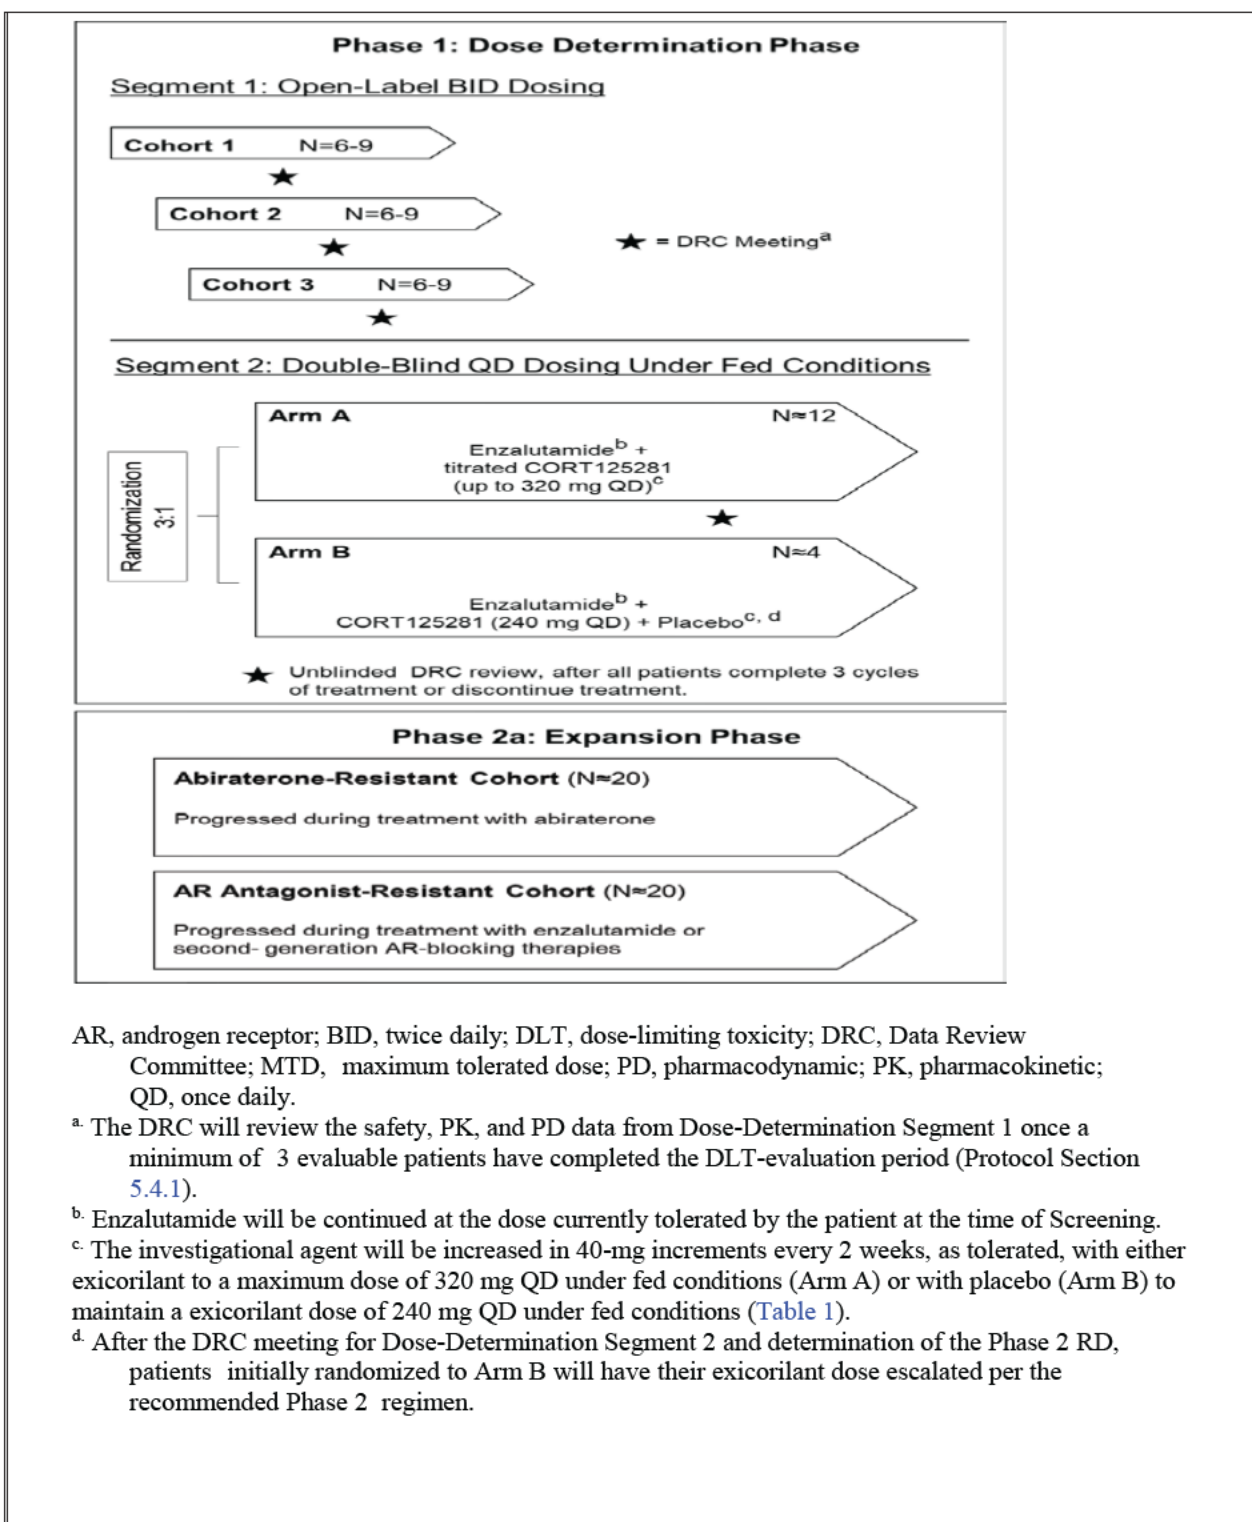 Phase 1: Dose Determination Phase
Segment 1: Open-Label BID Dosing
Cohort 1 N=6-9
Cohort 2 N=6-9
★ = DRC Meetingᵃ
Cohort 3 N=6-9
Segment 2: Double-Blind QD Dosing Under Fed Conditions
Randomization
3:1
Arm A N≈12
Enzalutamideᵇ +
titrated CORT125281
(up to 320 mg QD)ᶜ
Arm B N≈4
Enzalutamideᵇ +
CORT125281 (240 mg QD) + Placeboᶜ, ᵈ
★ Unblinded DRC review, after all patients complete 3 cycles
of treatment or discontinue treatment.
Phase 2a: Expansion Phase
Abiraterone-Resistant Cohort (N≈20)
Progressed during treatment with abiraterone
AR Antagonist-Resistant Cohort (N≈20)
Progressed during treatment with enzalutamide or
second- generation AR-blocking therapies
AR, androgen receptor; BID, twice daily; DLT, dose-limiting toxicity; DRC, Data Review
Committee; MTD, maximum tolerated dose; PD, pharmacodynamic; PK, pharmacokinetic;
QD, once daily.
a. The DRC will review the safety, PK, and PD data from Dose-Determination Segment 1 once a
minimum of 3 evaluable patients have completed the DLT-evaluation period (Protocol Section
5.4.1).
b. Enzalutamide will be continued at the dose currently tolerated by the patient at the time of Screening.
c. The investigational agent will be increased in 40-mg increments every 2 weeks, as tolerated, with either
exicorilant to a maximum dose of 320 mg QD under fed conditions (Arm A) or with placebo (Arm B) to
maintain a exicorilant dose of 240 mg QD under fed conditions (Table 1).
d. After the DRC meeting for Dose-Determination Segment 2 and determination of the Phase 2 RD,
patients initially randomized to Arm B will have their exicorilant dose escalated per the
recommended Phase 2 regimen.